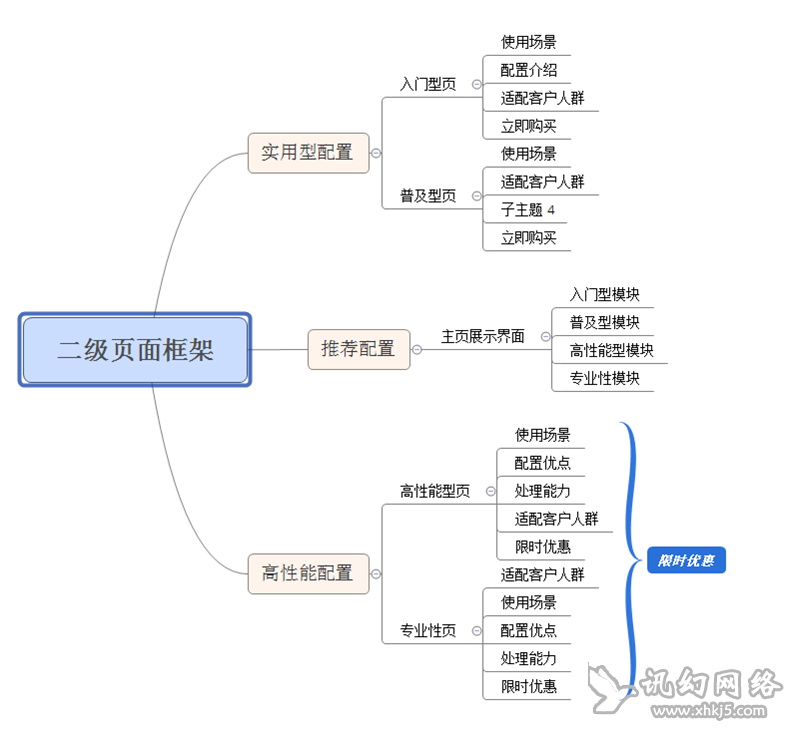 二级页面框架
实用型配置
入门型页
使用场景
配置介绍
适配客户人群
立即购买
普及型页
使用场景
适配客户人群
子主题 4
立即购买
推荐配置
主页展示界面
入门型模块
普及型模块
高性能型模块
专业性模块
高性能配置
高性能型页
使用场景
配置优点
处理能力
适配客户人群
限时优惠
专业性页
适配客户人群
使用场景
配置优点
处理能力
限时优惠
限时优惠
讯幻网络
www.xhkj5.com